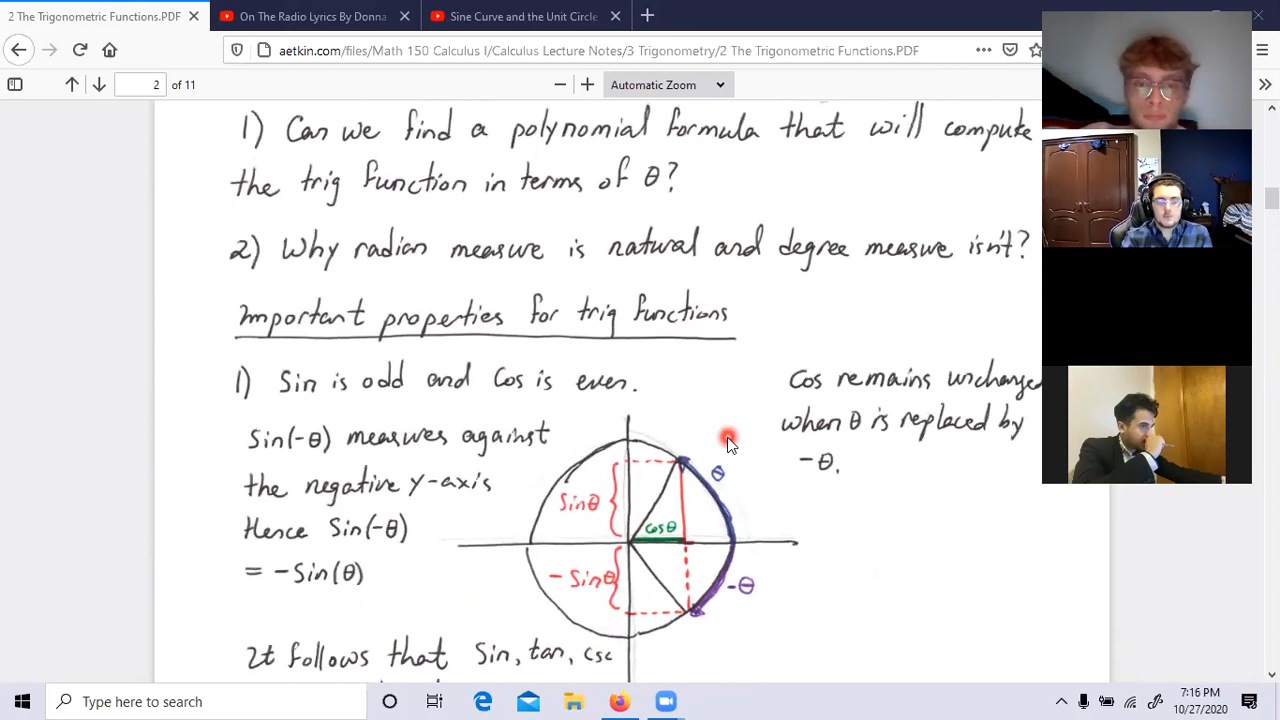 2 The Trigonometric Functions.PDF
On The Radio Lyrics By Donna
Sine Curve and the Unit Circle.
aetkin.com/files/Math 150 Calculus I/Calculus Lecture Notes/3 Trigonometry/2 The Trigonometric Functions.PDF
2 of 11
Automatic Zoom
1) Can we find a polynomial formula that will compute
the trig function in terms of θ?
2) Why radian measure is natural and degree measure isn't?
Important properties for trig functions
1) Sin is odd and Cos is even.
Sin(-θ) measures against
the negative y-axis
Hence Sin(-θ)
= -Sin(θ)
θ
Sinθ
cosθ
-Sinθ
-θ
Cos remains unchanged
when θ is replaced by
-θ.
It follows that Sin, tan, csc
Type here to search
7:16 PM
10/27/2020